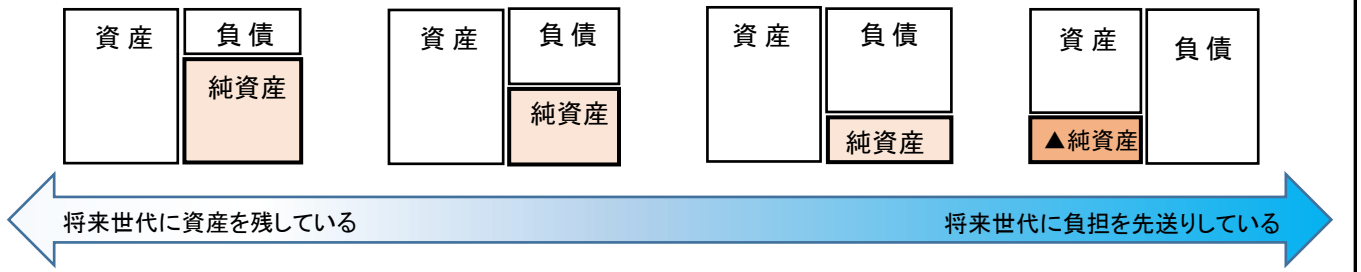 資産
負債
純資産
資産
負債
純資産
資産
負債
純資産
資産
負債
▲純資産
将来世代に資産を残している
将来世代に負担を先送りしている